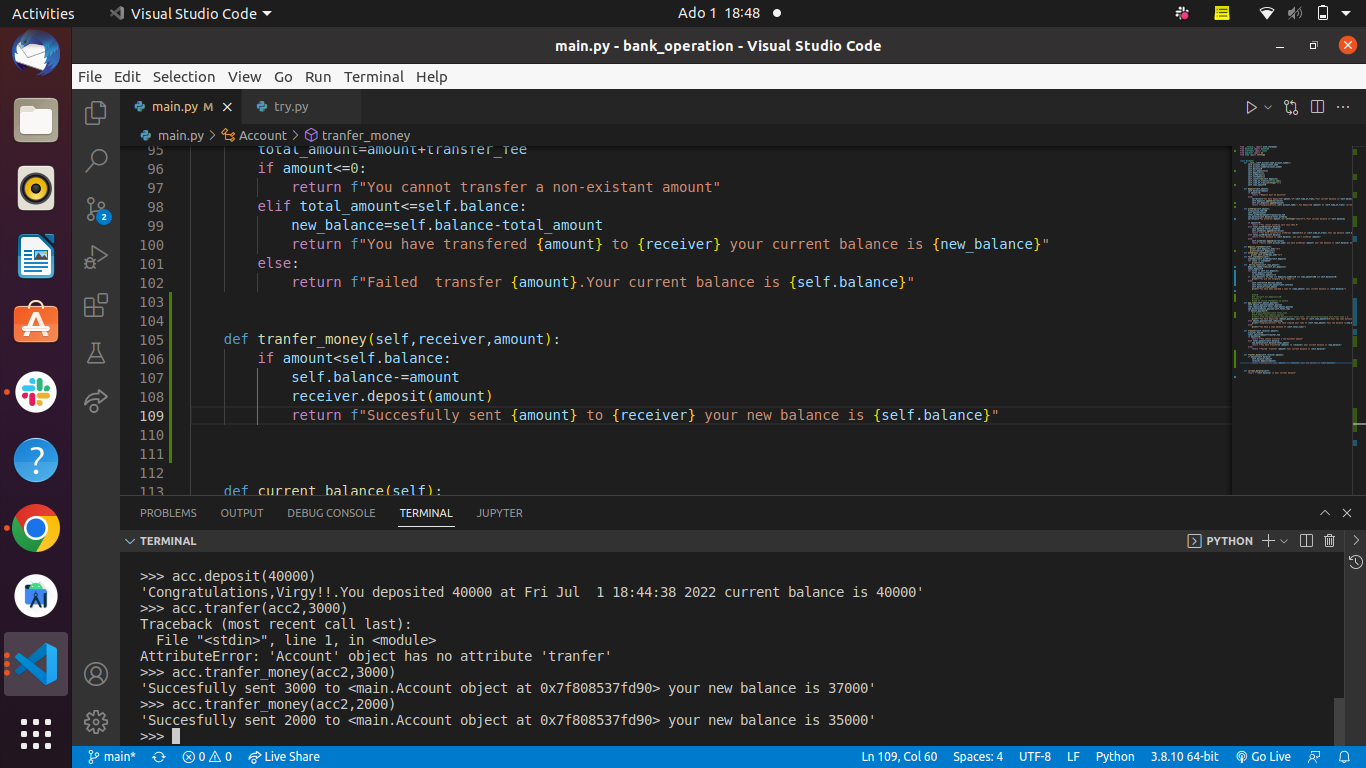 Activities
Visual Studio Code
Ado 1 18:48
main.py - bank_operation - Visual Studio Code
File Edit Selection View Go Run Terminal Help
main.py M
try.py
main.py > Account > tranfer_money
95 total_amount=amount+transfer_fee
96 if amount<=0:
97 return f"You cannot transfer a non-existant amount"
98 elif total_amount<=self.balance:
99 new_balance=self.balance-total_amount
100 return f"You have transfered {amount} to {receiver} your current balance is {new_balance}"
101 else:
102 return f"Failed  transfer {amount}.Your current balance is {self.balance}"
103
104
105 def tranfer_money(self,receiver,amount):
106 if amount<self.balance:
107 self.balance-=amount
108 receiver.deposit(amount)
109 return f"Succesfully sent {amount} to {receiver} your new balance is {self.balance}"
110
111
112
113 def current_balance(self):
2
PROBLEMS OUTPUT DEBUG CONSOLE TERMINAL JUPYTER
TERMINAL
PYTHON
>>> acc.deposit(40000)
'Congratulations,Virgy!!.You deposited 40000 at Fri Jul  1 18:44:38 2022 current balance is 40000'
>>> acc.tranfer(acc2,3000)
Traceback (most recent call last):
File "<stdin>", line 1, in <module>
AttributeError: 'Account' object has no attribute 'tranfer'
>>> acc.tranfer_money(acc2,3000)
'Succesfully sent 3000 to <main.Account object at 0x7f808537fd90> your new balance is 37000'
>>> acc.tranfer_money(acc2,2000)
'Succesfully sent 2000 to <main.Account object at 0x7f808537fd90> your new balance is 35000'
>>>
main* 0 0 Live Share
Ln 109, Col 60 Spaces: 4 UTF-8 LF Python 3.8.10 64-bit Go Live